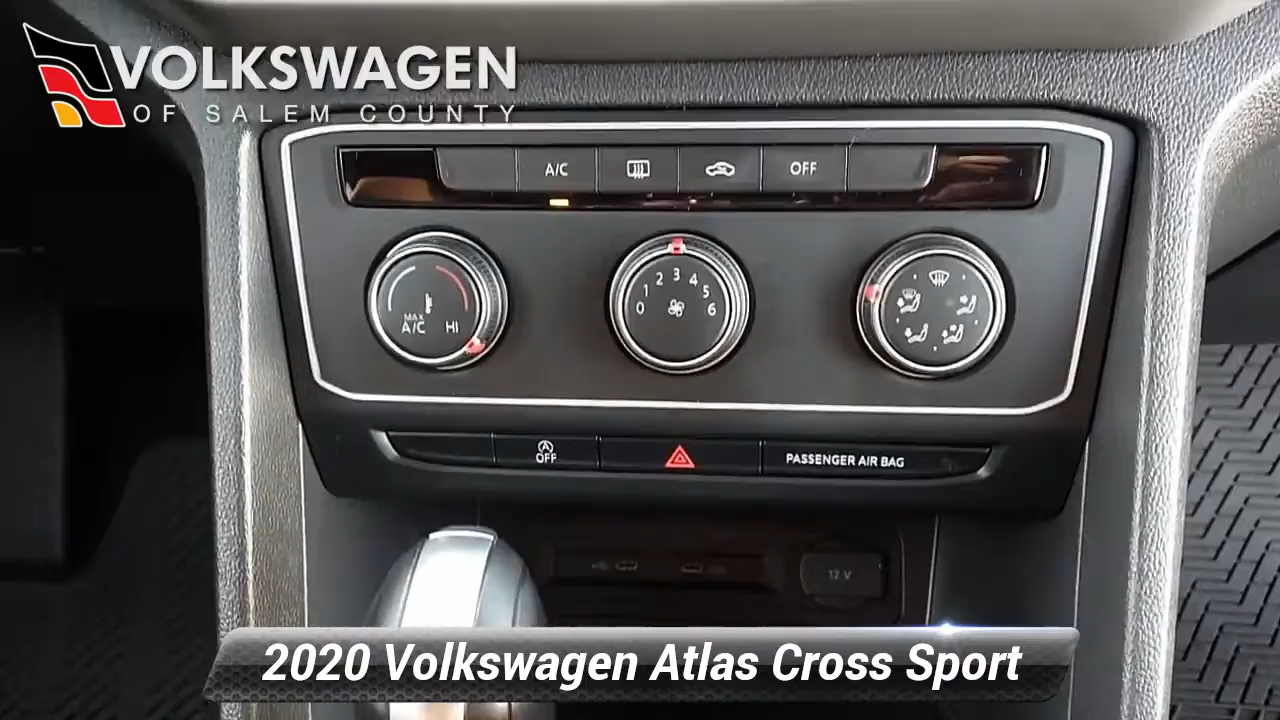 VOLKSWAGEN
OF SALEM COUNTY
A/C OFF
2 3 4
1 5
0 6
MAX
A/C HI
OFF
PASSENGER AIR BAG
12 V
2020 Volkswagen Atlas Cross Sport